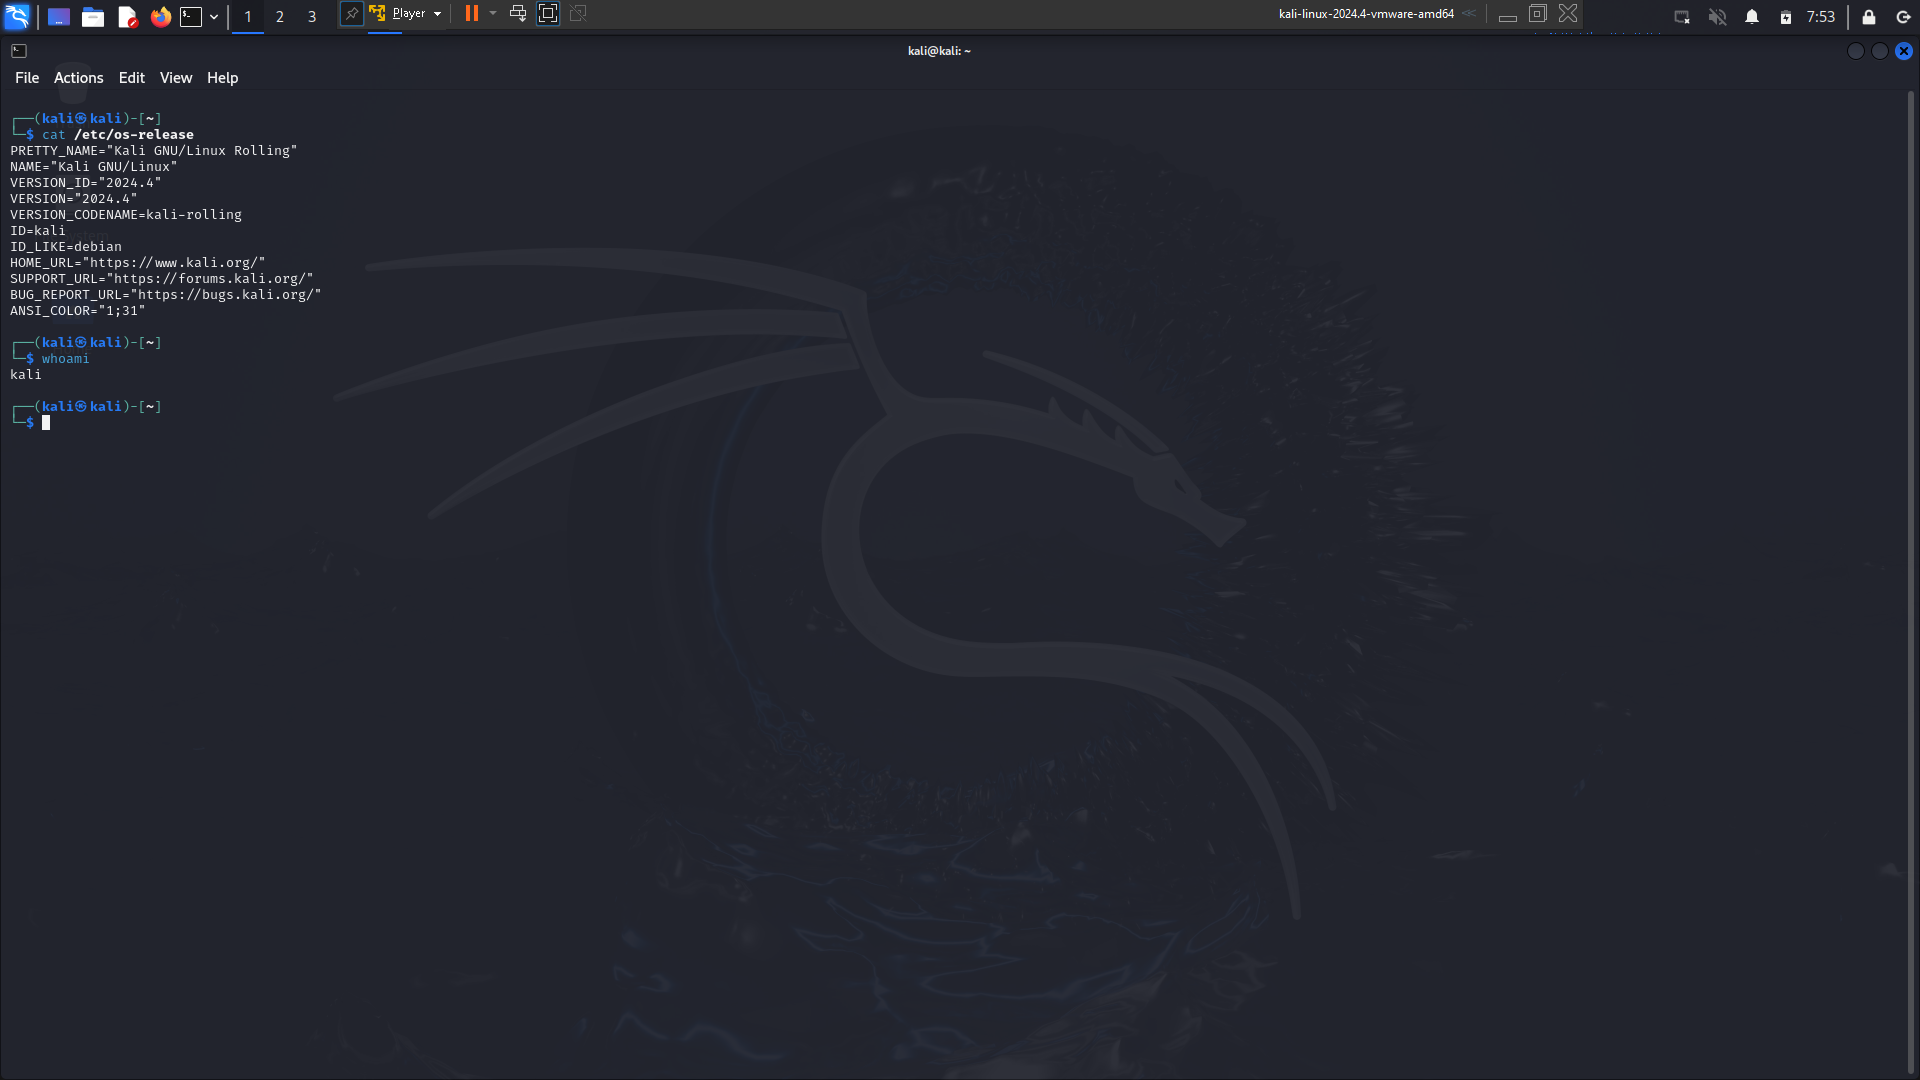 1 2 3 Player kali-linux-2024.4-vmware-amd64 7:53
kali@kali: ~
File Actions Edit View Help
┌──(kali㉿kali)-[~]
└─$ cat /etc/os-release
PRETTY_NAME="Kali GNU/Linux Rolling"
NAME="Kali GNU/Linux"
VERSION_ID="2024.4"
VERSION="2024.4"
VERSION_CODENAME=kali-rolling
ID=kali
ID_LIKE=debian
HOME_URL="https://www.kali.org/"
SUPPORT_URL="https://forums.kali.org/"
BUG_REPORT_URL="https://bugs.kali.org/"
ANSI_COLOR="1;31"
┌──(kali㉿kali)-[~]
└─$ whoami
kali
┌──(kali㉿kali)-[~]
└─$